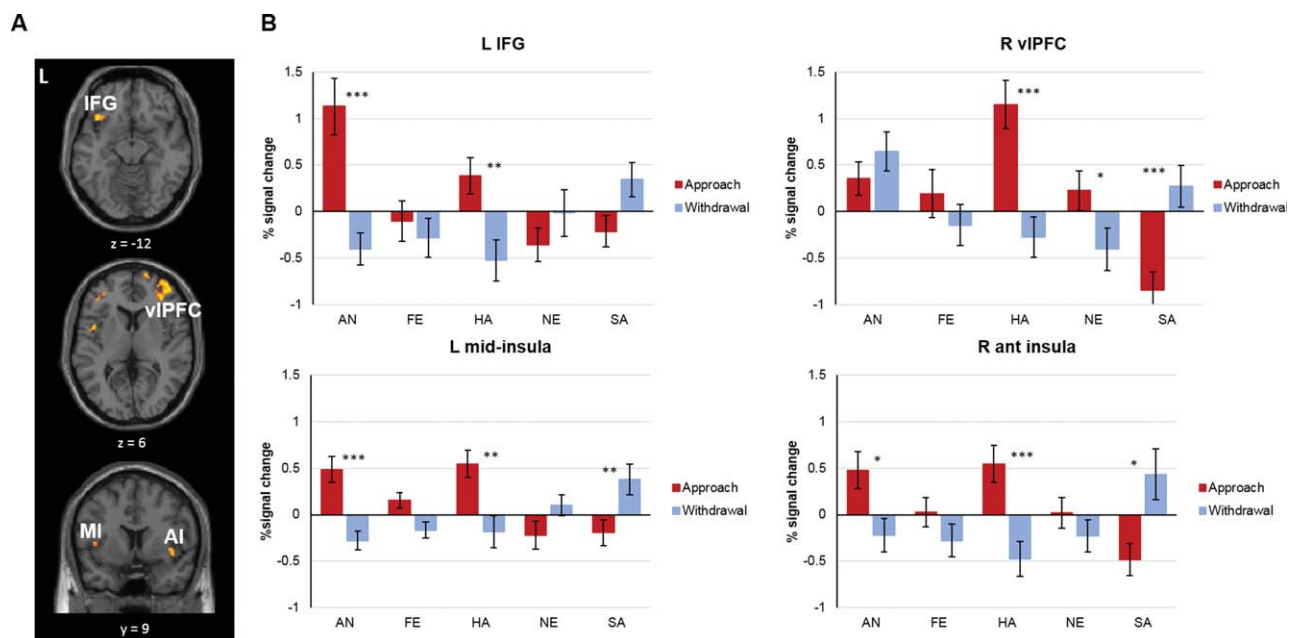 A
L
IFG
z = -12
vlPFC
z = 6
MI
AI
y = 9
B
L IFG
% signal change
1.5
1
0.5
0
-0.5
-1
***
**
AN FE HA NE SA
Approach
Withdrawal
R vlPFC
% signal change
1.5
1
0.5
0
-0.5
-1
***
*
***
AN FE HA NE SA
Approach
Withdrawal
L mid-insula
%signal change
1.5
1
0.5
0
-0.5
-1
***
**
**
AN FE HA NE SA
Approach
Withdrawal
R ant insula
% signal change
1.5
1
0.5
0
-0.5
-1
*
***
*
AN FE HA NE SA
Approach
Withdrawal